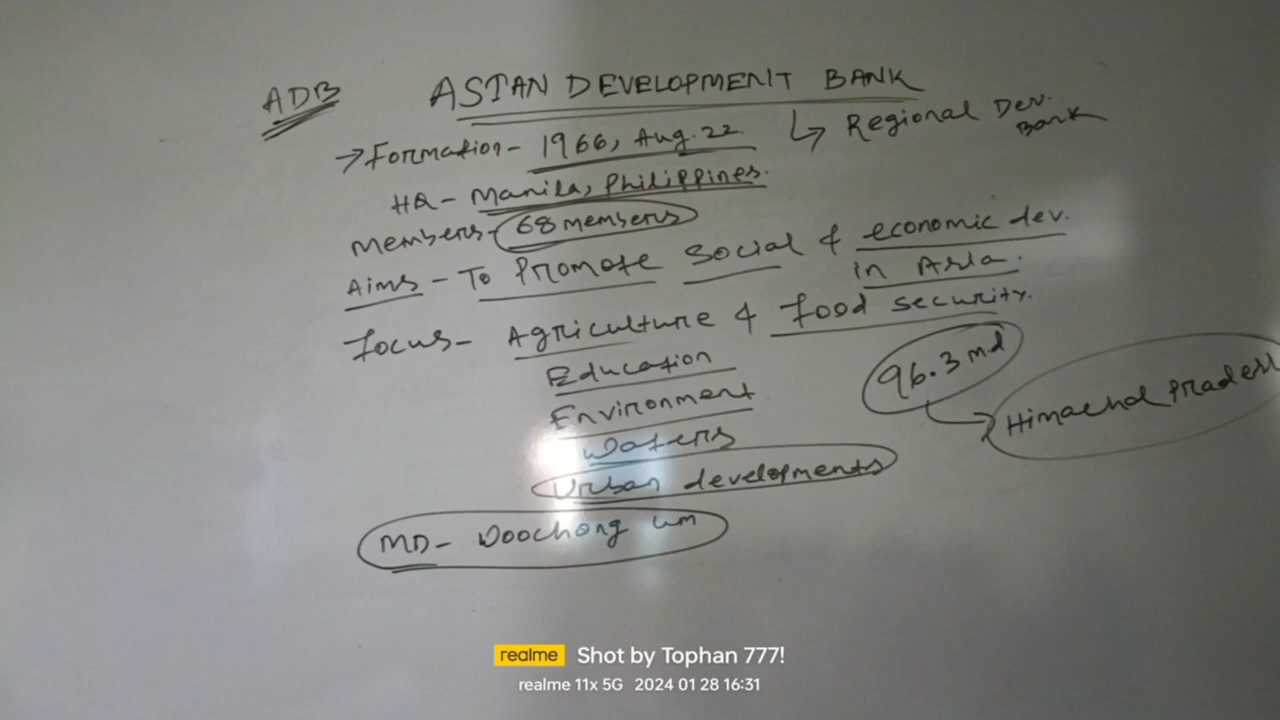 ADB ASIAN DEVELOPMENT BANK
→ Formation - 1966, Aug. 22. ↳ Regional Dev. Bank
HQ - Manila, Philippines.
Members - 68 members
Aims - To Promote Social & economic dev.
in Asia.
Focus - Agriculture & food security.
Education
Environment
Waters
Urban developments
96.3 md → Himachal Pradesh
MD - Woochong um
realme Shot by Tophan 777!
realme 11x 5G 2024 01 28 16:31